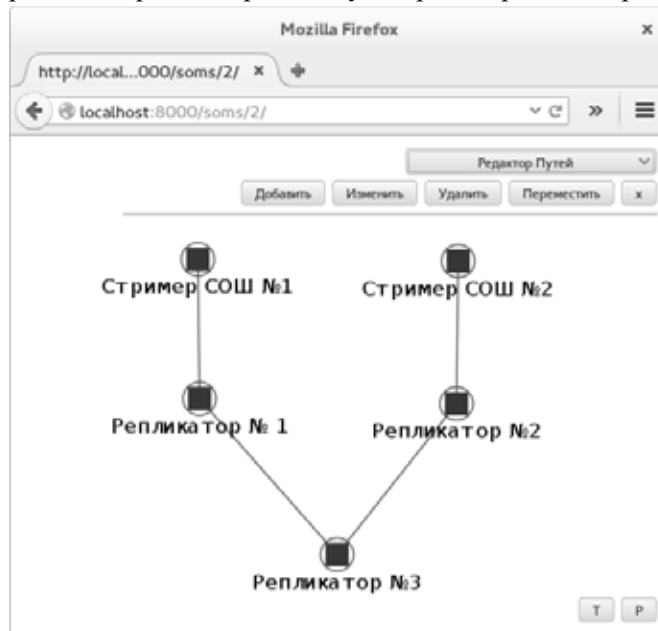 Mozilla Firefox ×
http://local...000/soms/2/ ×
localhost:8000/soms/2/ »
Редактор Путей
Добавить Изменить Удалить Переместить x
Стример СОШ №1
Стример СОШ №2
Репликатор № 1
Репликатор №2
Репликатор №3
Т Р